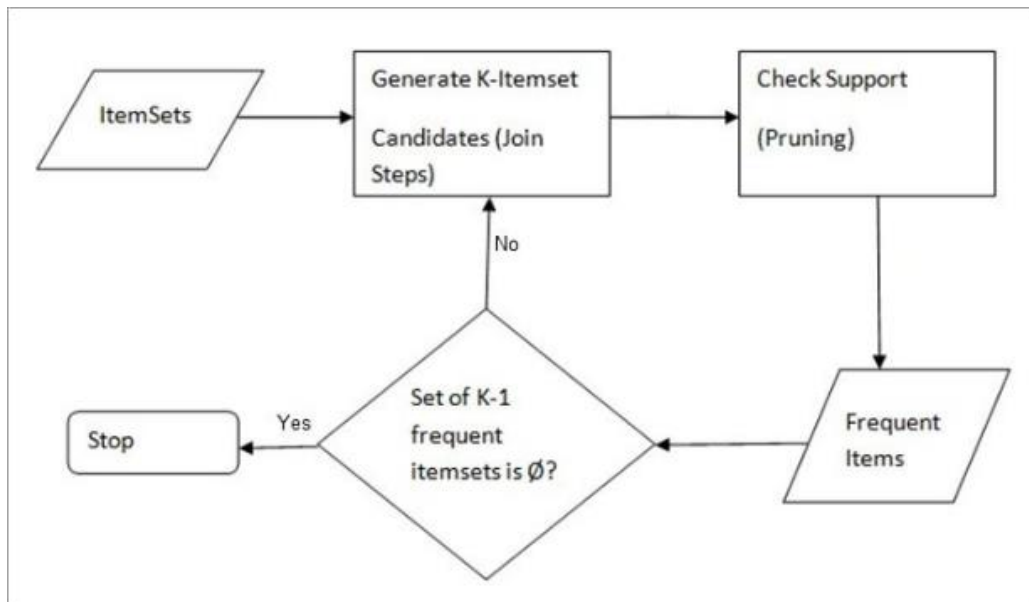 ItemSets
Generate K-Itemset
Candidates (Join
Steps)
Check Support
(Pruning)
No
Set of K-1
frequent
itemsets is Ø?
Yes
Stop
Frequent
Items